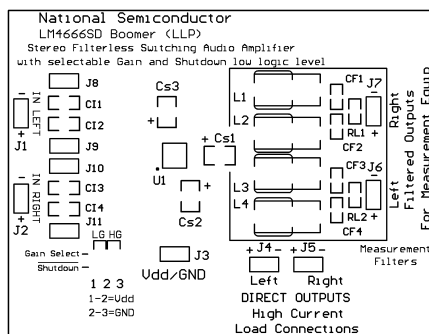 National Semiconductor
LM4666SD Boomer (LLP)
Stereo Filterless Switching Audio Amplifier
with selectable Gain and Shutdown low logic level
J8
Cs3
CF1
J7
-
IN LEFT
CI1
+
L1
-
Right
CI2
Cs1
L2
RL1
+
+
J1
J9
+
CF2
Filtered Outputs
For Measurement Equip
J10
U1
CF3
J6
-
IN RIGHT
CI3
+
L3
-
Left
CI4
L4
RL2
+
+
J2
J11
Cs2
CF4
LG HG
J3
+ J4 -
+ J5 -
Measurement
Filters
Gain Select-
Shutdown-
Vdd/GND
Left
Right
1 2 3
1-2=Vdd
2-3=GND
DIRECT OUTPUTS
High Current
Load Connections